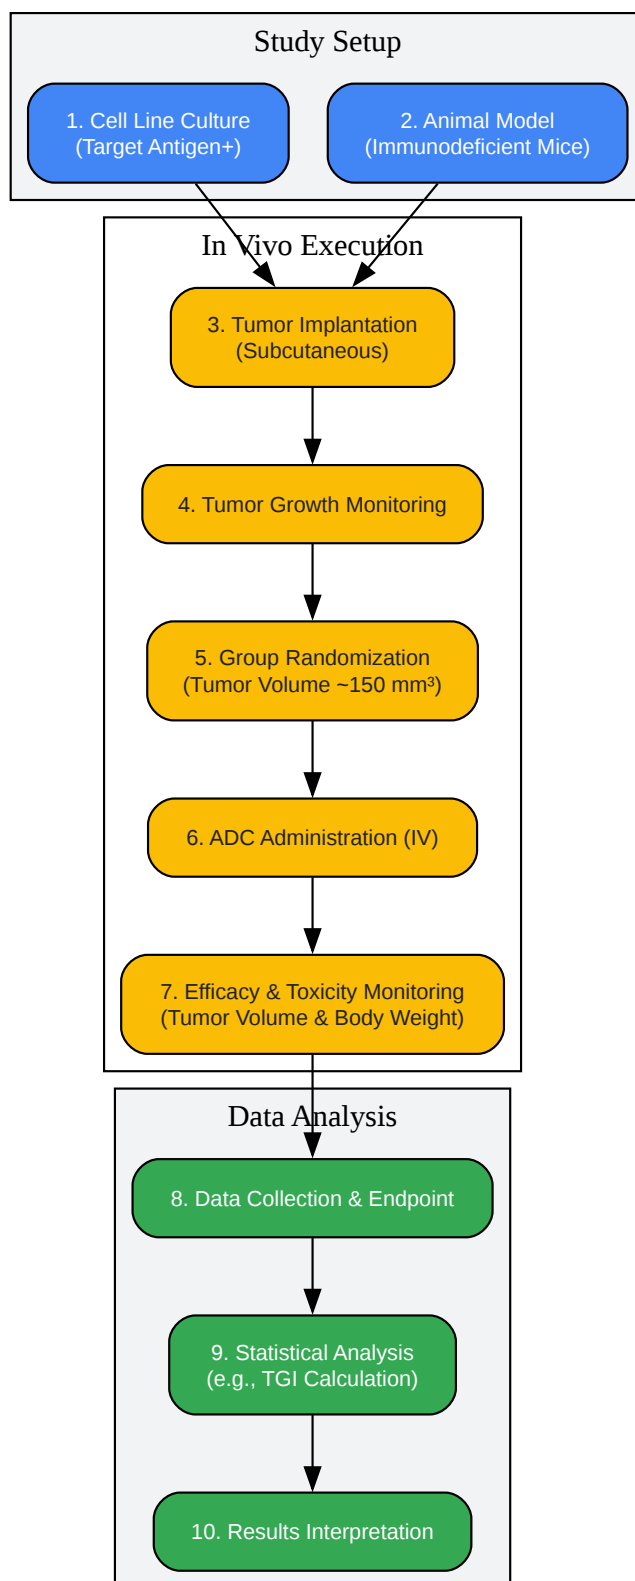 Study Setup
1. Cell Line Culture
(Target Antigen+)
2. Animal Model
(Immunodeficient Mice)
In Vivo Execution
3. Tumor Implantation
(Subcutaneous)
4. Tumor Growth Monitoring
5. Group Randomization
(Tumor Volume ~150 mm³)
6. ADC Administration (IV)
7. Efficacy & Toxicity Monitoring
(Tumor Volume & Body Weight)
Data Analysis
8. Data Collection & Endpoint
9. Statistical Analysis
(e.g., TGI Calculation)
10. Results Interpretation